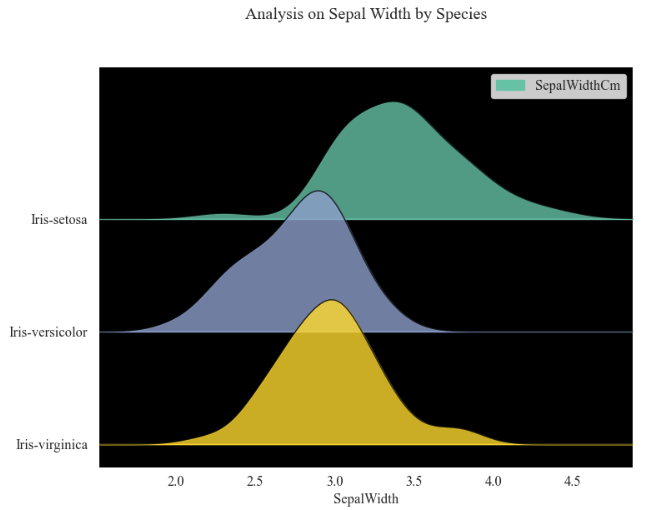 Analysis on Sepal Width by Species
SepalWidthCm
Iris-setosa
Iris-versicolor
Iris-virginica
2.0 2.5 3.0 3.5 4.0 4.5
SepalWidth